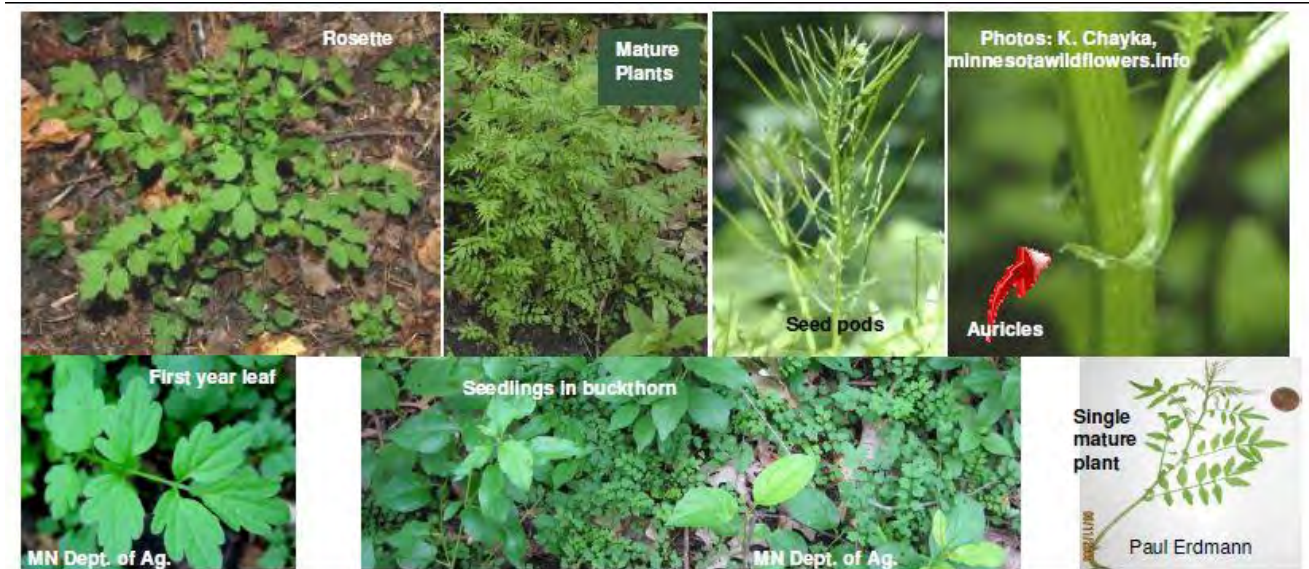 Rosette
Mature
Plants
Seed pods
Photos: K. Chayka,
minnesotawildflowers.info
Auricles
First year leaf
MN Dept. of Ag.
Seedlings in buckthorn
MN Dept. of Ag.
Single
mature
plant
Paul Erdmann